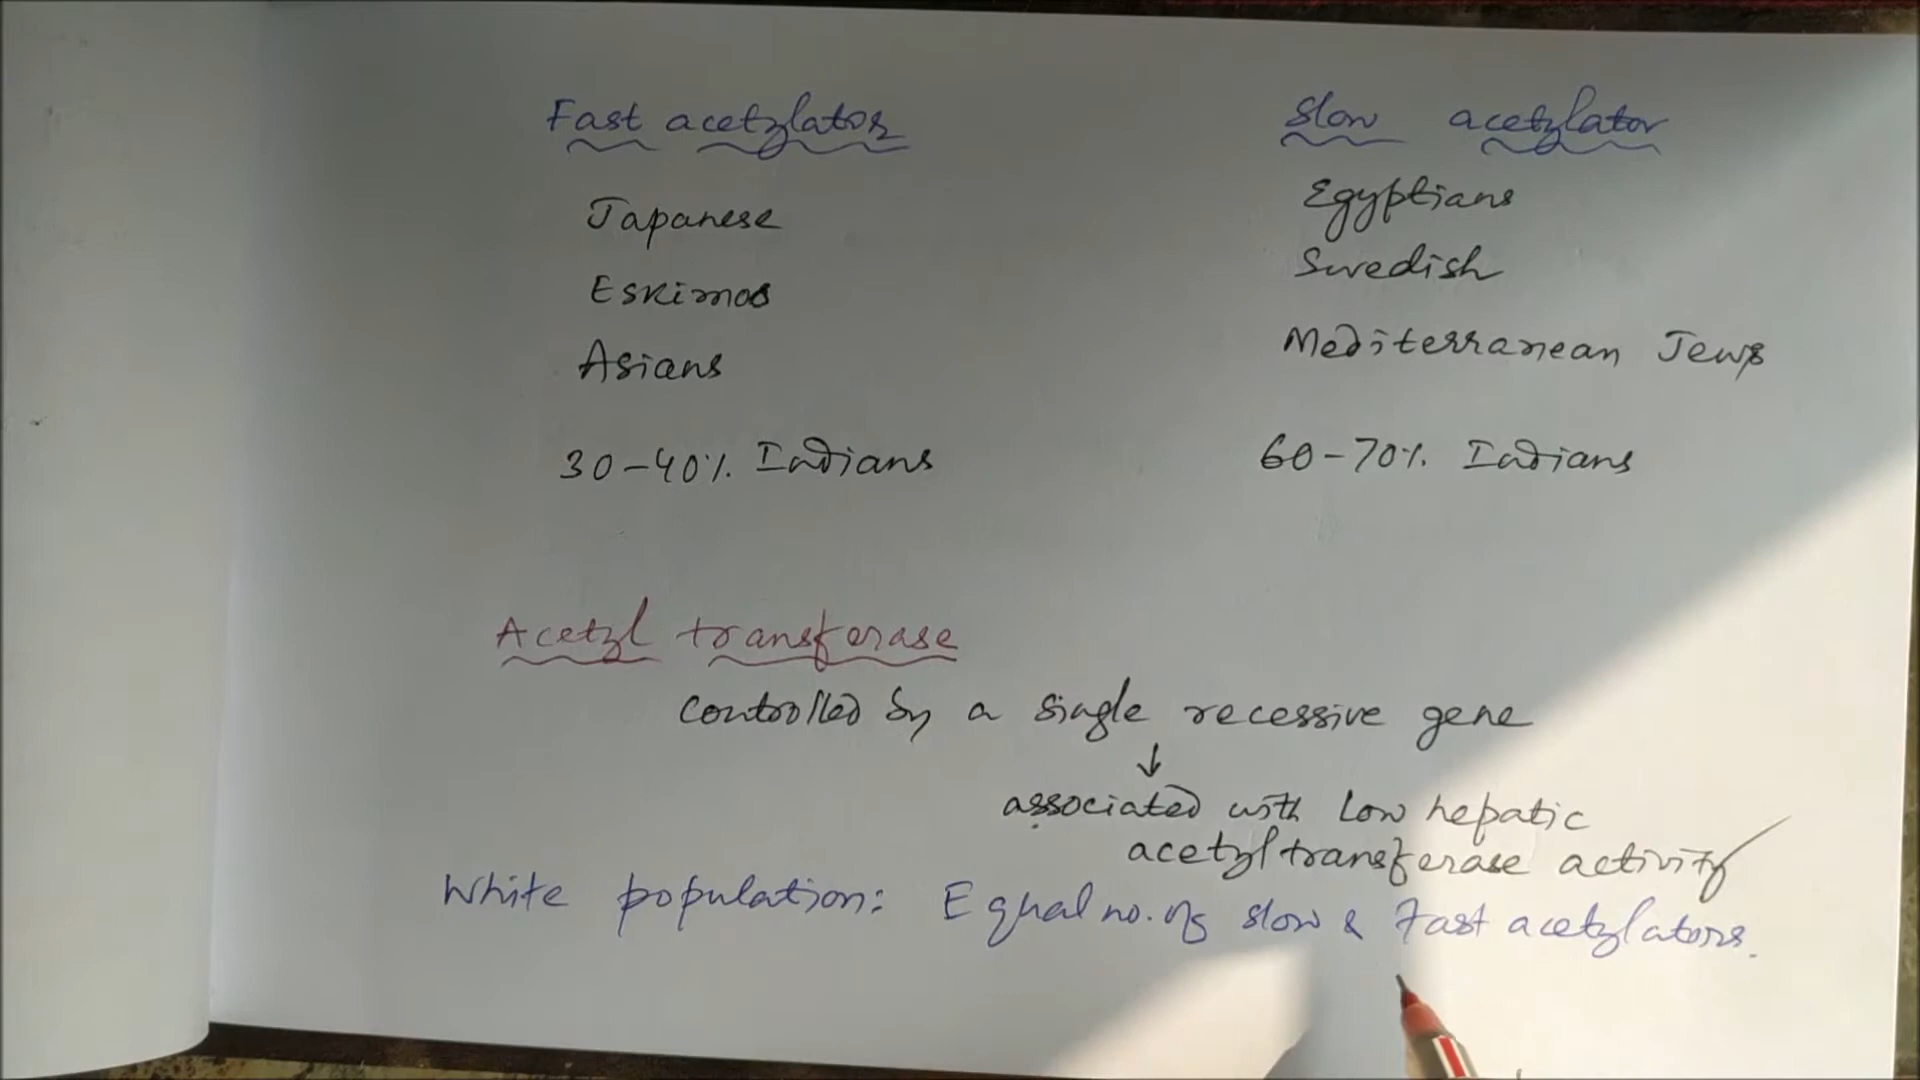 Fast acetylator
Japanese
Eskimos
Asians
30-40% Indians
Slow acetylator
Egyptians
Swedish
Mediterranean Jews
60-70% Indians
Acetyl transferase
Controlled by a single recessive gene
↓
associated with Low hepatic
acetyltransferase activity
White population: Equal no. of slow & Fast acetylators.